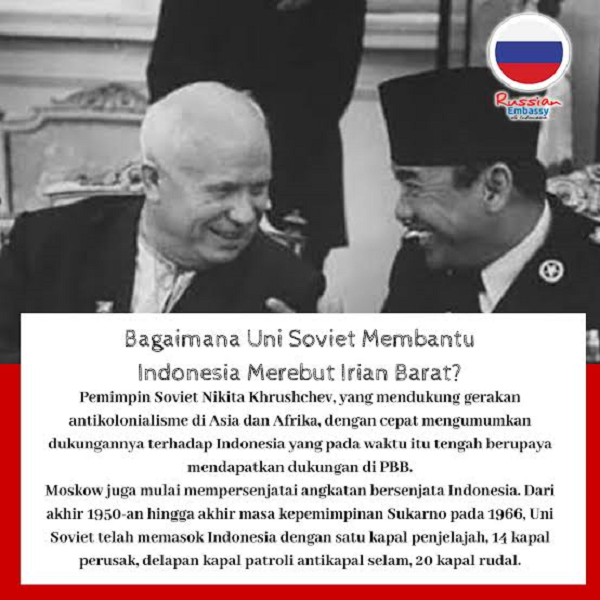 Russian
Embassy
di Indonesia
Bagaimana Uni Soviet Membantu
Indonesia Merebut Irian Barat?
Pemimpin Soviet Nikita Khrushchev, yang mendukung gerakan
antikolonialisme di Asia dan Afrika, dengan cepat mengumumkan
dukungannya terhadap Indonesia yang pada waktu itu tengah berupaya
mendapatkan dukungan di PBB.
Moskow juga mulai mempersenjatai angkatan bersenjata Indonesia. Dari
akhir 1950-an hingga akhir masa kepemimpinan Sukarno pada 1966, Uni
Soviet telah memasok Indonesia dengan satu kapal penjelajah, 14 kapal
perusak, delapan kapal patroli antikapal selam, 20 kapal rudal.